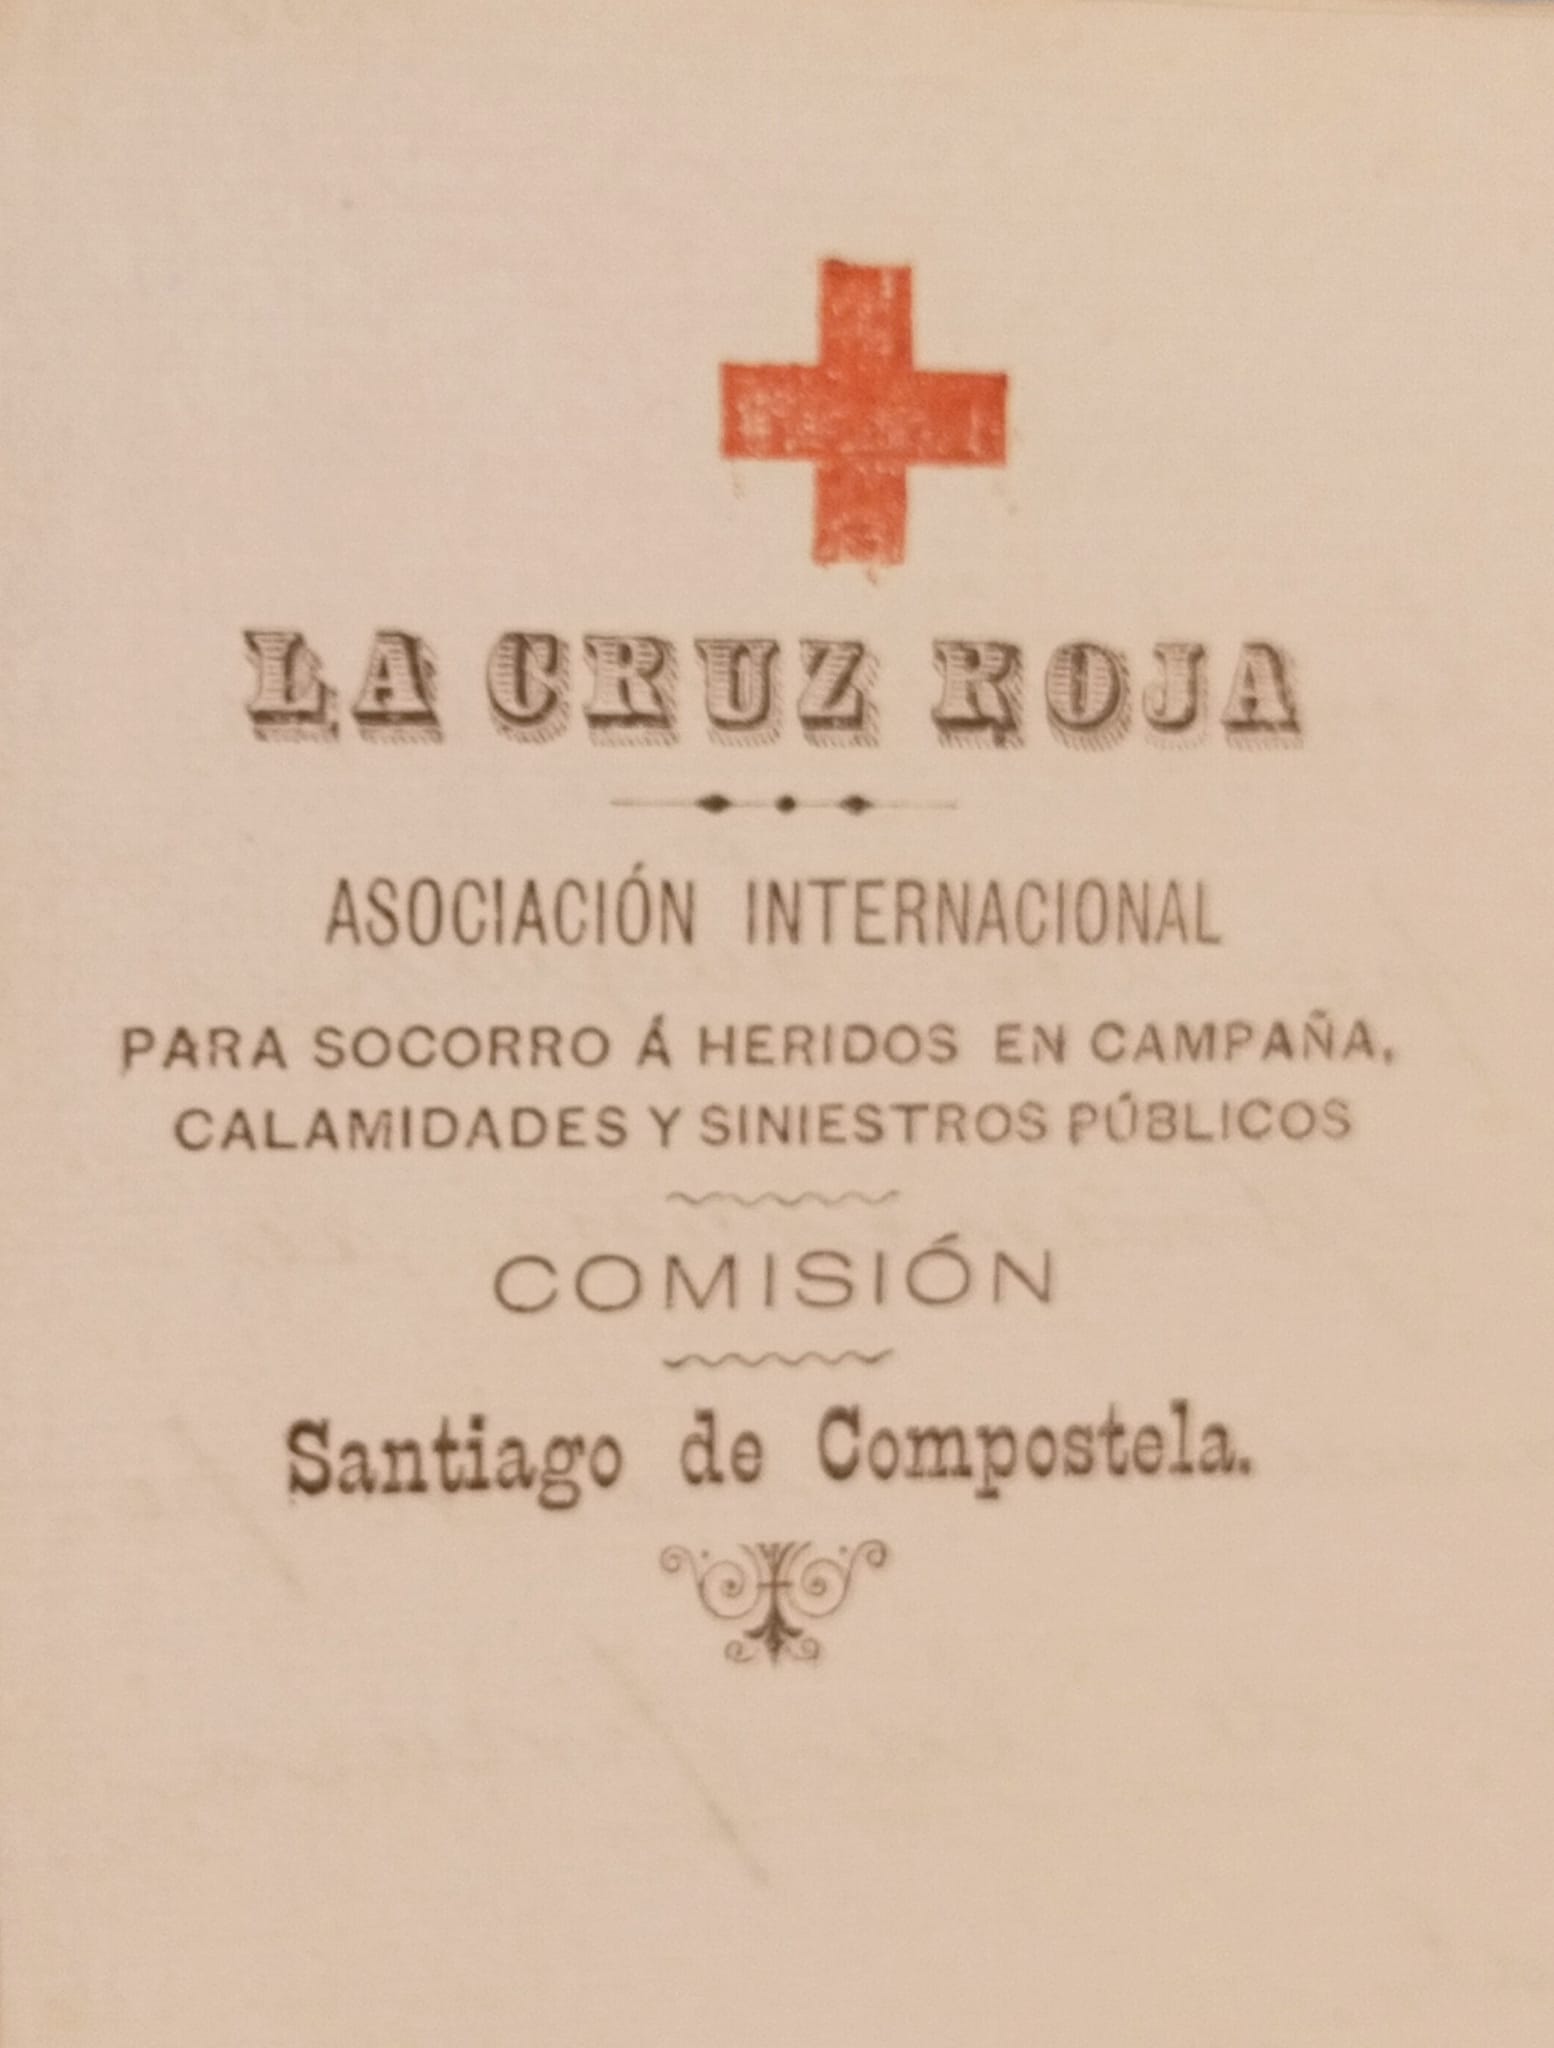 LA CRUZ ROJA
ASOCIACIÓN INTERNACIONAL
PARA SOCORRO Á HERIDOS EN CAMPAÑA,
CALAMIDADES Y SINIESTROS PÚBLICOS
COMISIÓN
Santiago de Compostela.